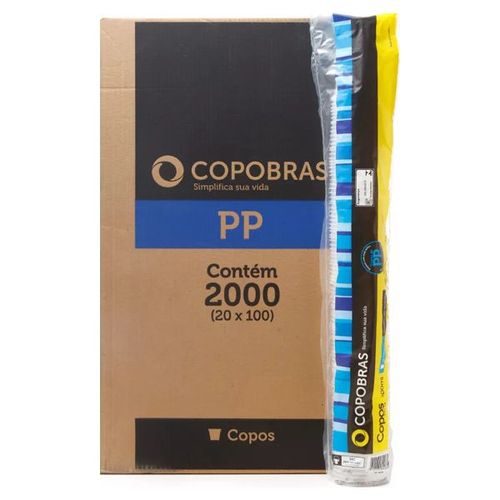 COPOBRAS
Simplifica sua vida
PP
Contém
2000
(20 x 100)
Copos
COPOBRAS
Simplifica sua vida
PP
Copos